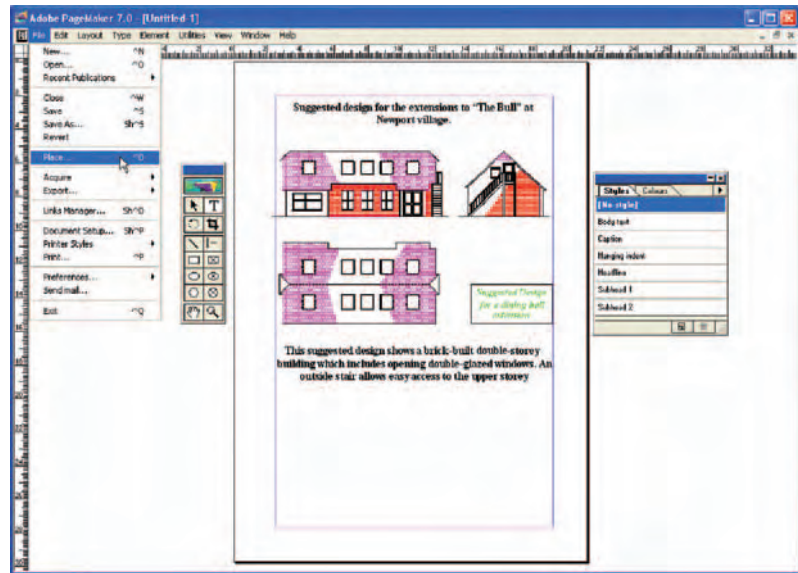 Adobe PageMaker 7.0 - [Untitled-1]
File Edit Layout Type Element Utilities View Window Help
New... ^N
Open... ^O
Recent Publications
Close ^W
Save ^S
Save As... Sh^S
Revert
Place... ^D
Acquire
Export...
Links Manager... Sh^D
Document Setup... Sh^P
Printer Styles
Print... ^P
Preferences...
Send mail...
Exit ^Q
Suggested design for the extensions to "The Bull" at
Newport village.
Suggested Design
for a dining hall
extension
This suggested design shows a brick-built double-storey
building which includes opening double-glazed windows. An
outside stair allows easy access to the upper storey
Styles Colours
[No style]
Body text
Caption
Hanging indent
Headline
Subhead 1
Subhead 2